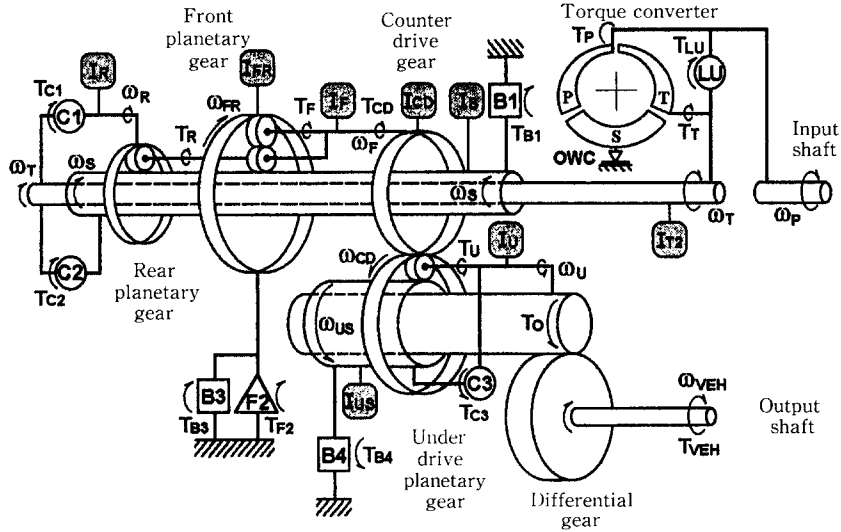 Front
planetary
gear
Counter
drive
gear
Torque converter
TP
TLU
LU
P
T
S
TT
OWC
Input
shaft
TC1
IR
ωR
C1
ωFR
IFR
TR
TF
IF
TCD
ICD
ωF
IS
B1
TB1
ωT
ωS
ωS
ωT
ωP
IT2
C2
TC2
Rear
planetary
gear
ωCD
TU
IU
ωU
ωUS
TO
IUS
C3
TC3
B3
TB3
F2
TF2
B4
TB4
Under
drive
planetary
gear
Differential
gear
ωVEH
TVEH
Output
shaft